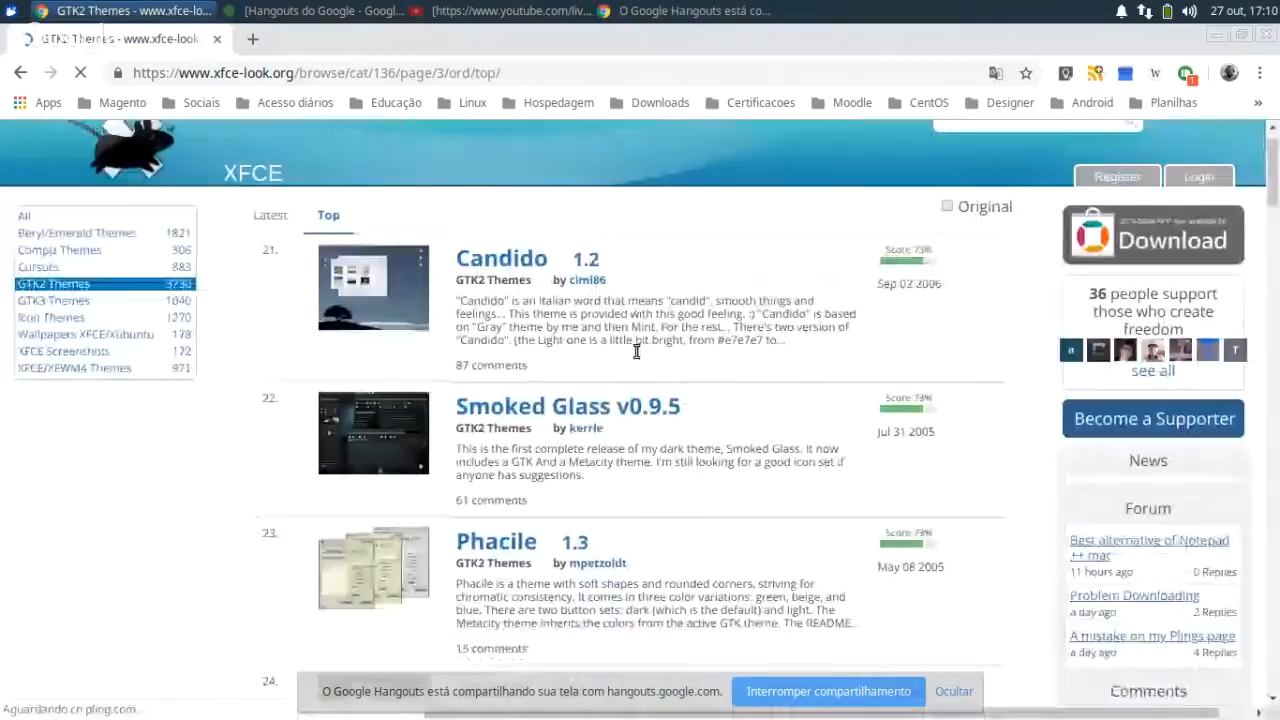 GTK2 Themes - www.xfce-lo...
[Hangouts do Google - Googl...
[https://www.youtube.com/liv...
O Google Hangouts está co...
27 out, 17:10
GTK2 Themes - www.xfce-look
https://www.xfce-look.org/browse/cat/136/page/3/ord/top/
Apps
Magento
Sociais
Acesso diários
Educação
Linux
Hospedagem
Downloads
Certificacoes
Moodle
CentOS
Designer
Android
Planilhas
»
XFCE
Register
Login
All
Beryl/Emerald Themes 1821
Compiz Themes 306
Cursors 883
GTK2 Themes
GTK3 Themes 1040
Icon Themes 1270
Wallpapers XFCE/Xubuntu 178
XFCE Screenshots 172
XFCE/XFWM4 Themes 971
Latest
Top
Original
21.
Candido 1.2
GTK2 Themes by cimi86
"Candido" is an Italian word that means "candid", smooth things and
feelings... This theme is provided with this good feeling. :) "Candido" is based
on "Gray" theme by me and then Mint. For the rest... There's two version of
"Candido". (the Light one is a little bit bright, from #e7e7e7 to...
87 comments
Score 73%
Sep 02 2006
22.
Smoked Glass v0.9.5
GTK2 Themes by kerrle
This is the first complete release of my dark theme, Smoked Glass. It now
includes a GTK And a Metacity theme. I'm still looking for a good icon set if
anyone has suggestions.
61 comments
Score 73%
Jul 31 2005
23.
Phacile 1.3
GTK2 Themes by mpetzoldt
Phacile is a theme with soft shapes and rounded corners, striving for
chromatic consistency. It comes in three color variations: green, beige, and
blue. There are two button sets: dark (which is the default) and light. The
Metacity theme inherits the colors from the active GTK theme. The README...
15 comments
Score 73%
May 08 2005
24.
Download
36 people support
those who create
freedom
a
T
see all
Become a Supporter
News
Forum
Best alternative of Notepad
++ mac
11 hours ago 0 Replies
Problem Downloading
a day ago 2 Replies
A mistake on my Plings page
a day ago 4 Replies
Comments
O Google Hangouts está compartilhando sua tela com hangouts.google.com.
Interromper compartilhamento
Ocultar
Aguardando cn.pling.com...